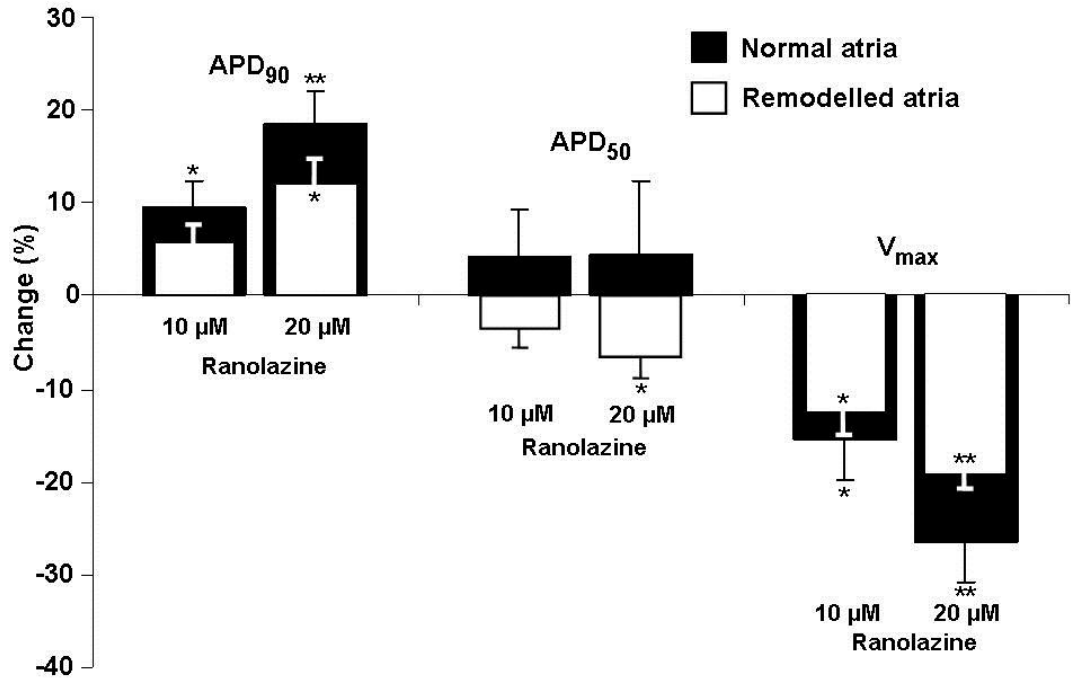 Change (%)
30
20
10
0
-10
-20
-30
-40
Normal atria
Remodelled atria
APD90
*
**
*
10 µM
20 µM
Ranolazine
APD50
*
10 µM
20 µM
Ranolazine
Vmax
*
*
**
**
10 µM
20 µM
Ranolazine